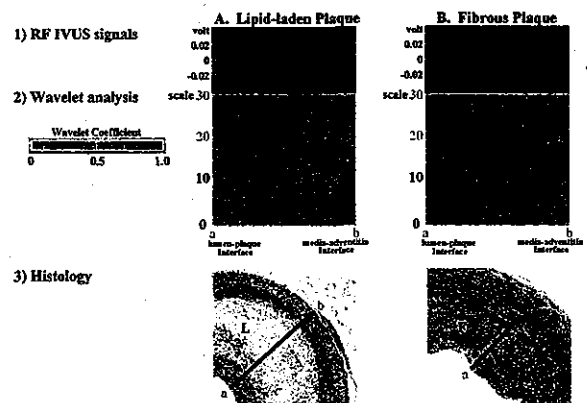 A. Lipid-laden Plaque
B. Fibrous Plaque
1) RF IVUS signals
volt
0.02
0
-0.02
volt
0.02
0
-0.02
2) Wavelet analysis
scale 30
20
10
0
scale 30
20
10
0
Wavelet Coefficient
0 0.5 1.0
a b
lumen-plaque Interface
media-adventitia Interface
a b
lumen-plaque Interface
media-adventitia Interface
3) Histology
L
b
a
a